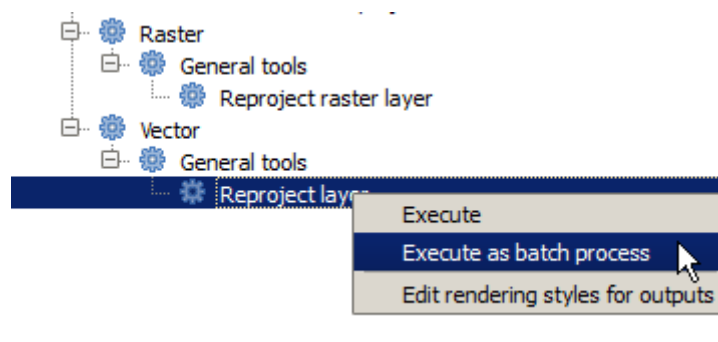 Raster
General tools
Reproject raster layer
Vector
General tools
Reproject layer
Execute
Execute as batch process
Edit rendering styles for outputs